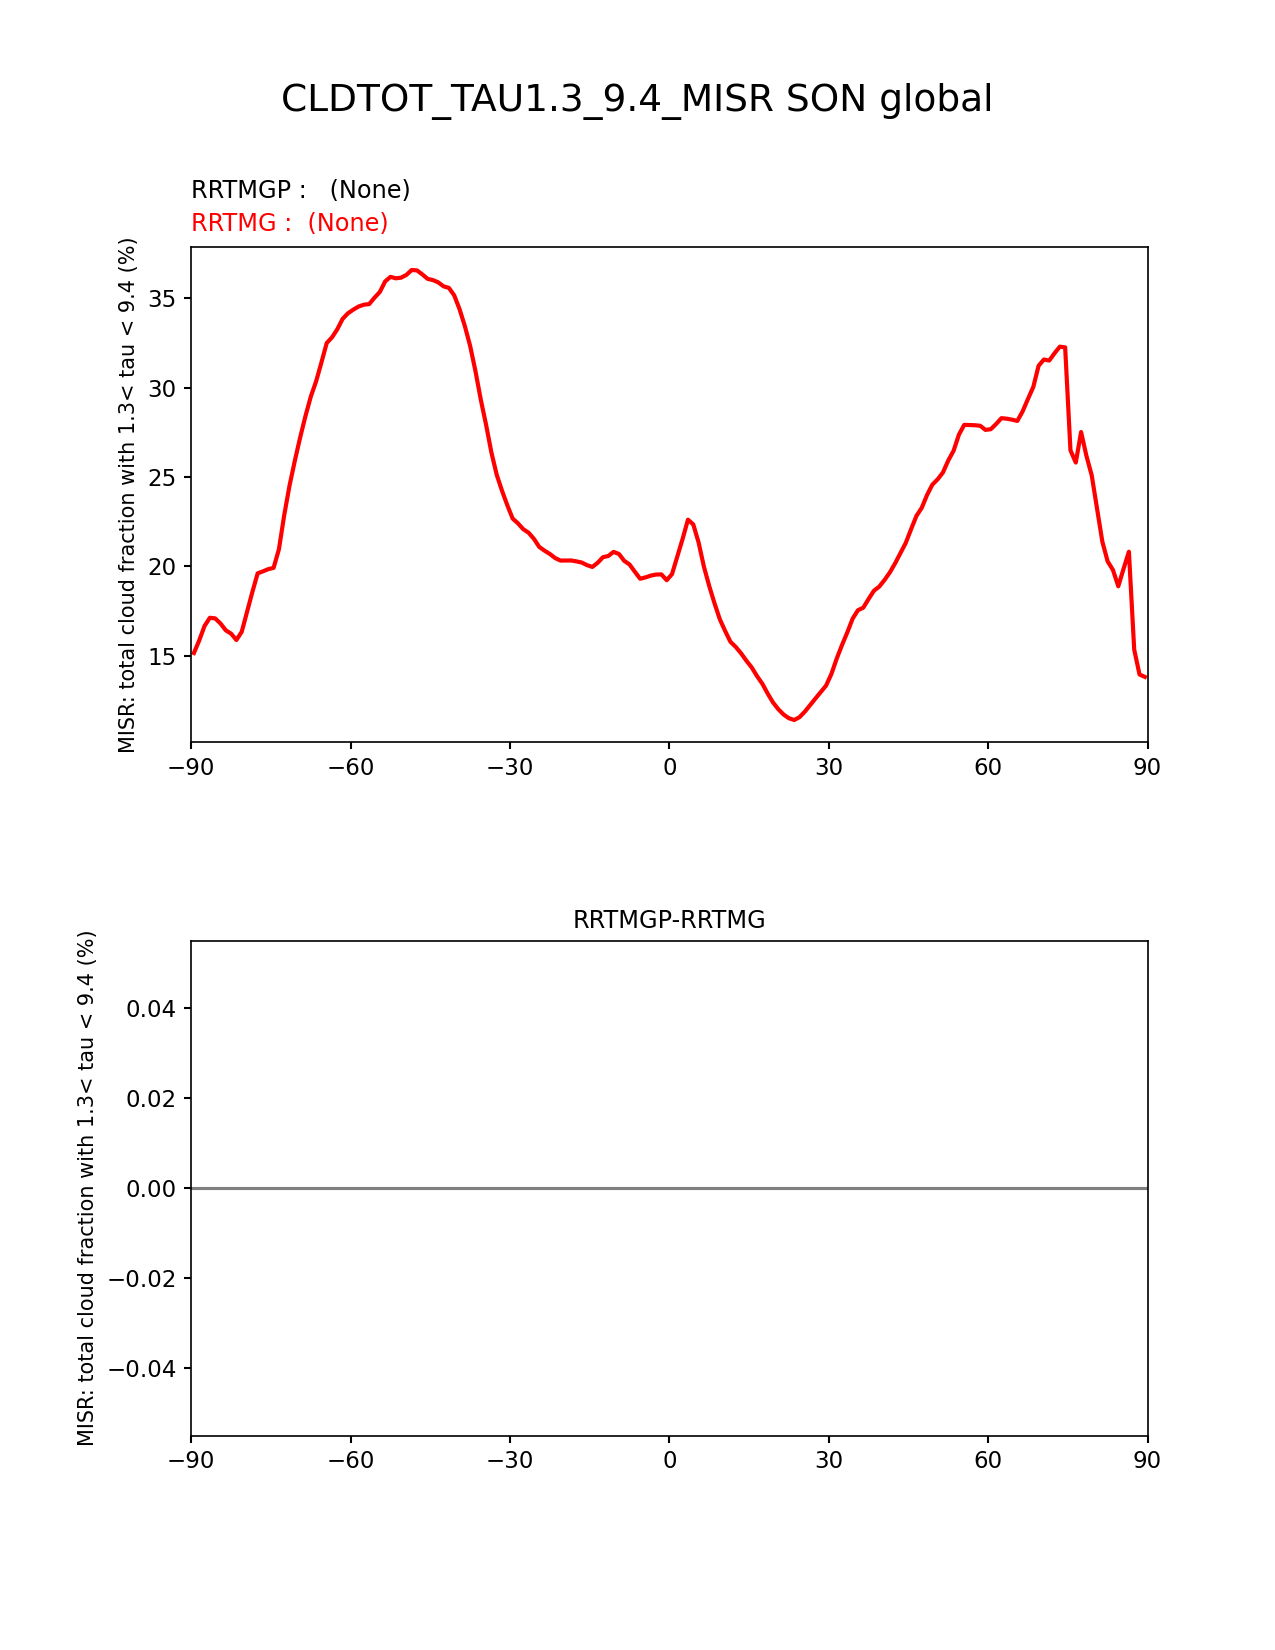 CLDTOT_TAU1.3_9.4_MISR SON global
RRTMGP :   (None)
RRTMG :  (None)
MISR: total cloud fraction with 1.3< tau < 9.4 (%)
35
30
25
20
15
−90 −60 −30 0 30 60 90
RRTMGP-RRTMG
MISR: total cloud fraction with 1.3< tau < 9.4 (%)
0.04
0.02
0.00
−0.02
−0.04
−90 −60 −30 0 30 60 90